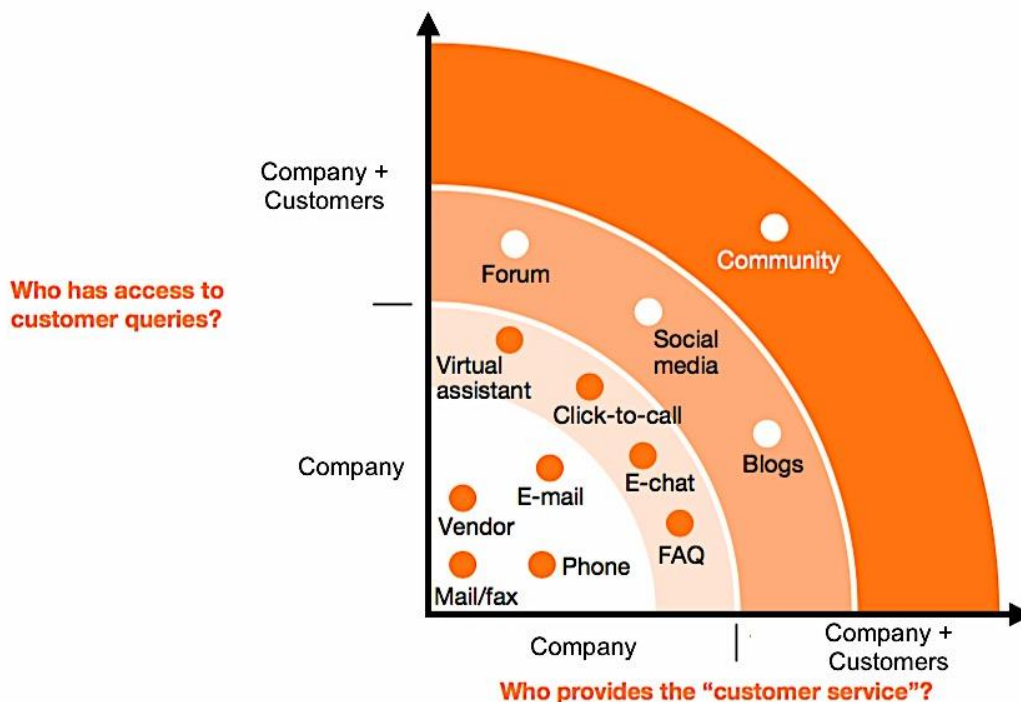 Company +
Customers
Who has access to
customer queries?
Company
Community
Forum
Social
media
Virtual
assistant
Click-to-call
Blogs
E-mail
E-chat
Vendor
FAQ
Phone
Mail/fax
Company
Company +
Customers
Who provides the “customer service”?